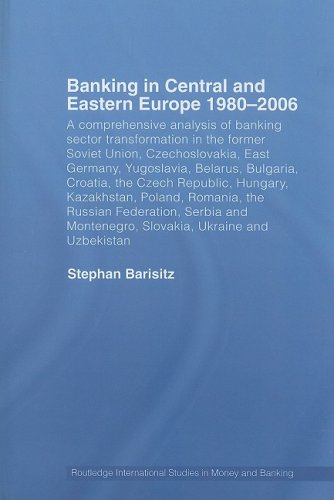 Banking in Central and
Eastern Europe 1980–2006
A comprehensive analysis of banking
sector transformation in the former
Soviet Union, Czechoslovakia, East
Germany, Yugoslavia, Belarus, Bulgaria,
Croatia, the Czech Republic, Hungary,
Kazakhstan, Poland, Romania, the
Russian Federation, Serbia and
Montenegro, Slovakia, Ukraine and
Uzbekistan
Stephan Barisitz
Routledge International Studies in Money and Banking